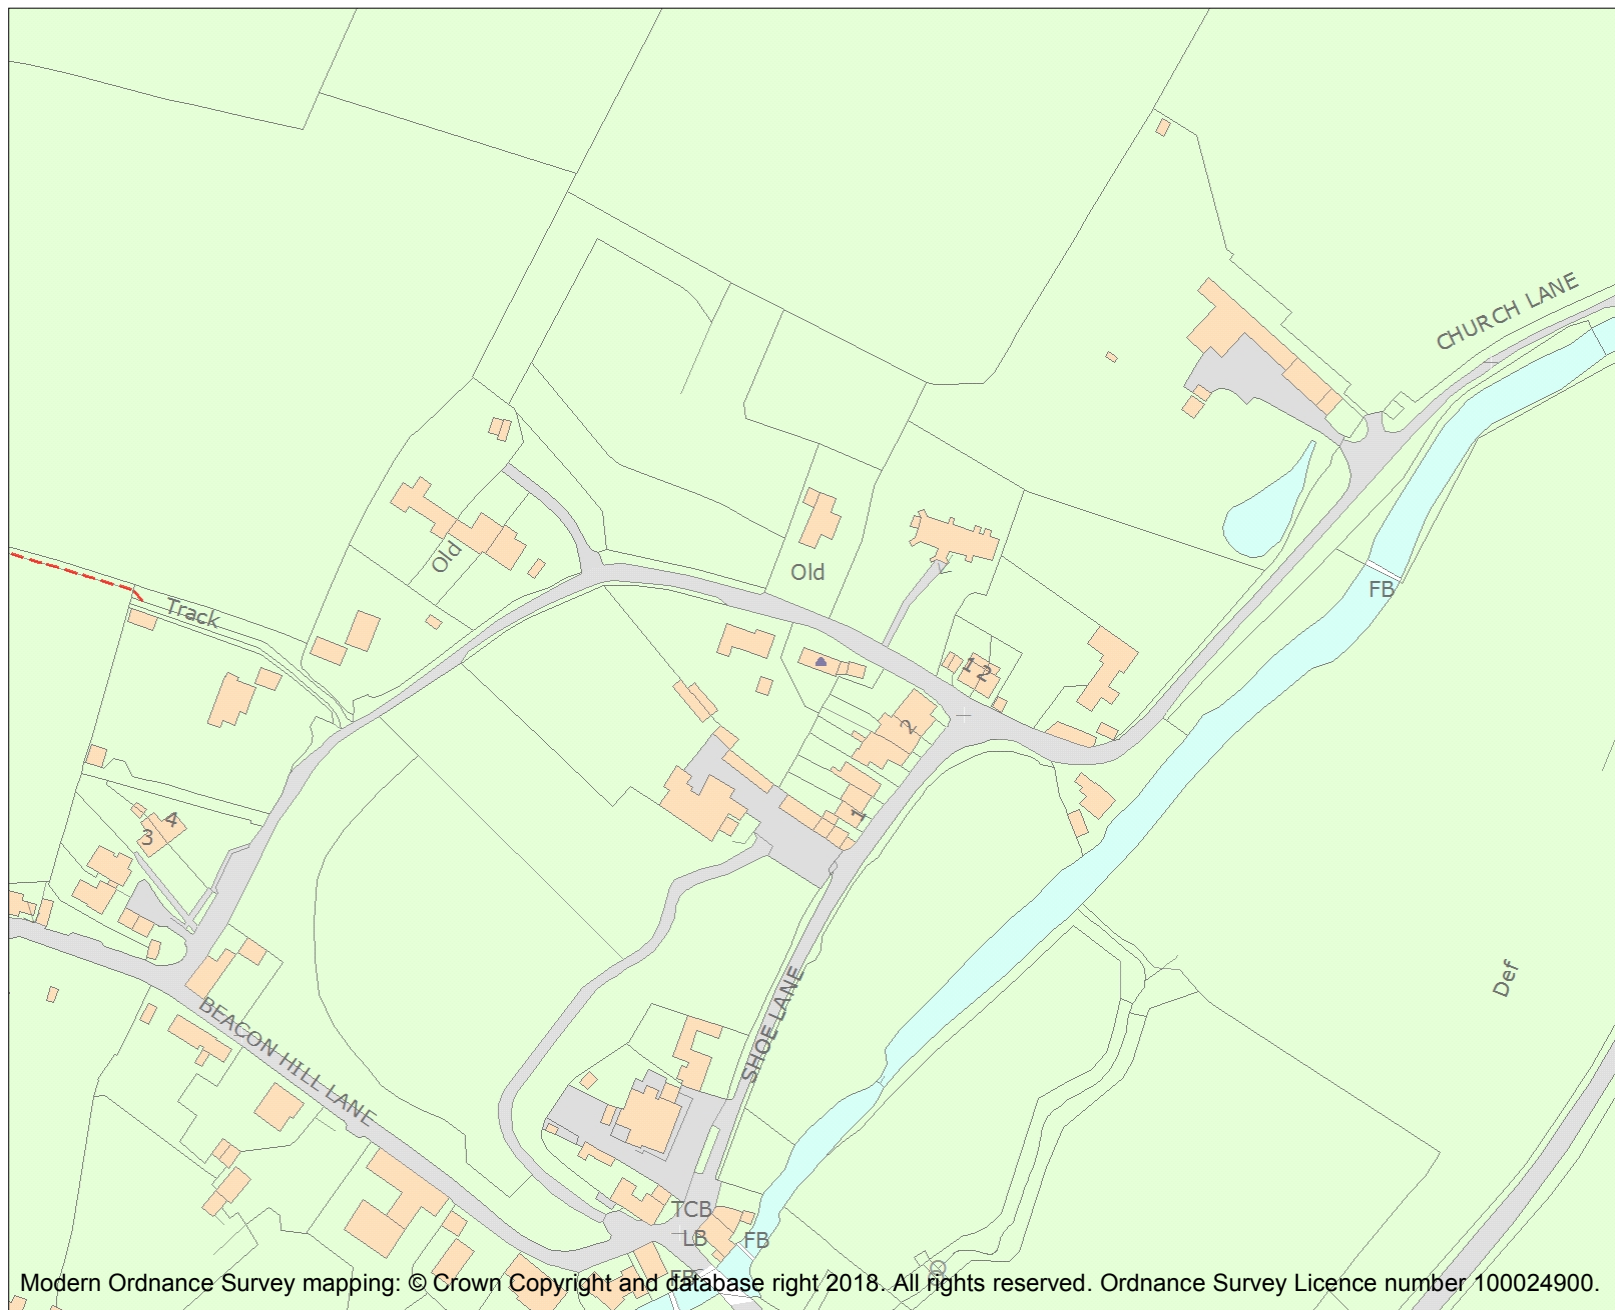 CHURCH LANE
Old
Old
FB
Track
1 2
2
4
3
1
Def
SHOE LANE
BEACON HILL LANE
TCB
LB
FB
FB
Modern Ordnance Survey mapping: © Crown Copyright and database right 2018. All rights reserved. Ordnance Survey Licence number 100024900.